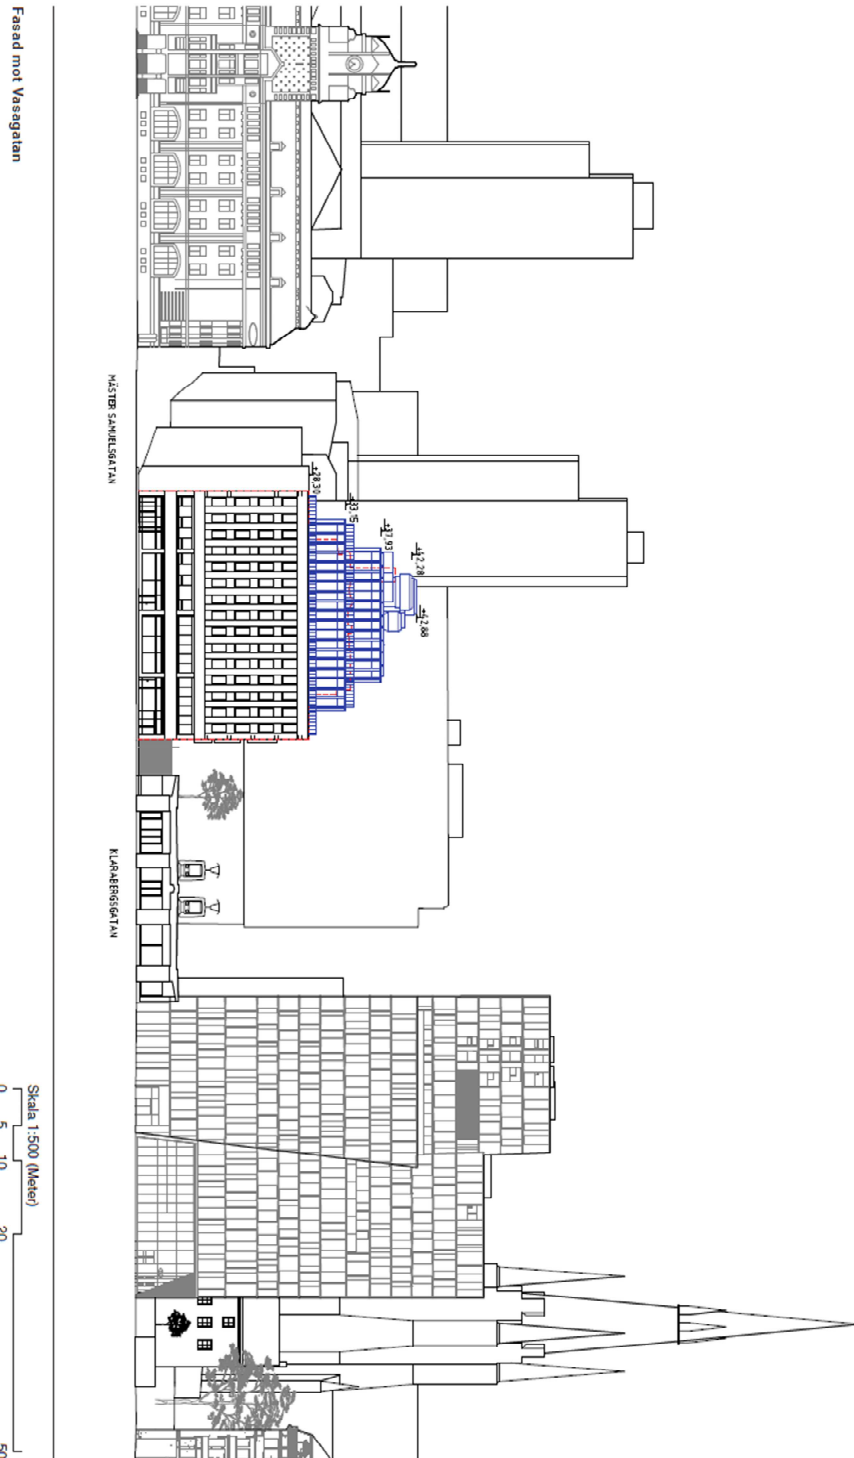 Fasad mot Vasagatan
MÄSTER SAMUELSGATAN
KLARABERGSGATAN
+28,30
+33,15
+37,93
+42,28
+42,88
Skala 1:500 (Meter)
0 5 10 20 50